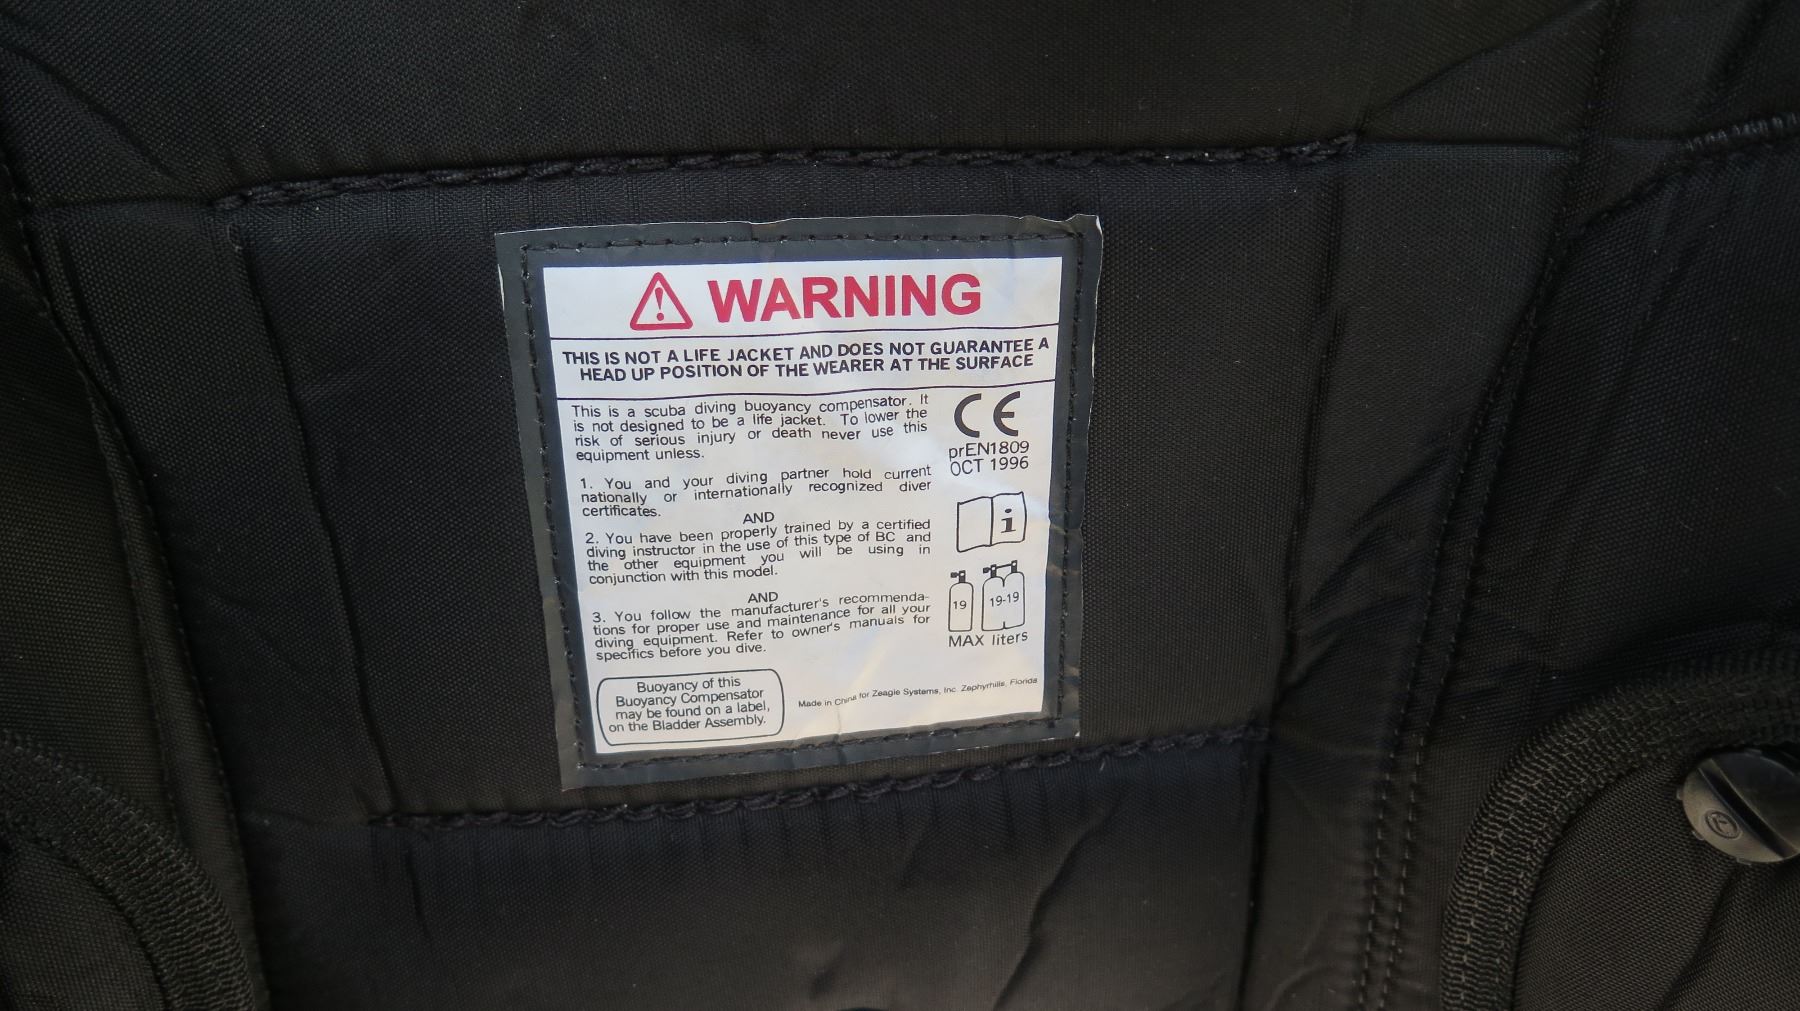 WARNING
THIS IS NOT A LIFE JACKET AND DOES NOT GUARANTEE A
HEAD UP POSITION OF THE WEARER AT THE SURFACE
This is a scuba diving buoyancy compensator. It
is not designed to be a life jacket. To lower the
risk of serious injury or death never use this
equipment unless.
1. You and your diving partner hold current
nationally or internationally recognized diver
certificates.
AND
2. You have been properly trained by a certified
diving instructor in the use of this type of BC and
the other equipment you will be using in
conjunction with this model.
AND
3. You follow the manufacturer's recommenda-
tions for proper use and maintenance for all your
diving equipment. Refer to owner's manuals for
specifics before you dive.
CE
prEN1809
OCT 1996
i
19
19-19
MAX liters
Buoyancy of this
Buoyancy Compensator
may be found on a label,
on the Bladder Assembly.
Made in China for Zeagle Systems, Inc. Zephyrhills, Florida